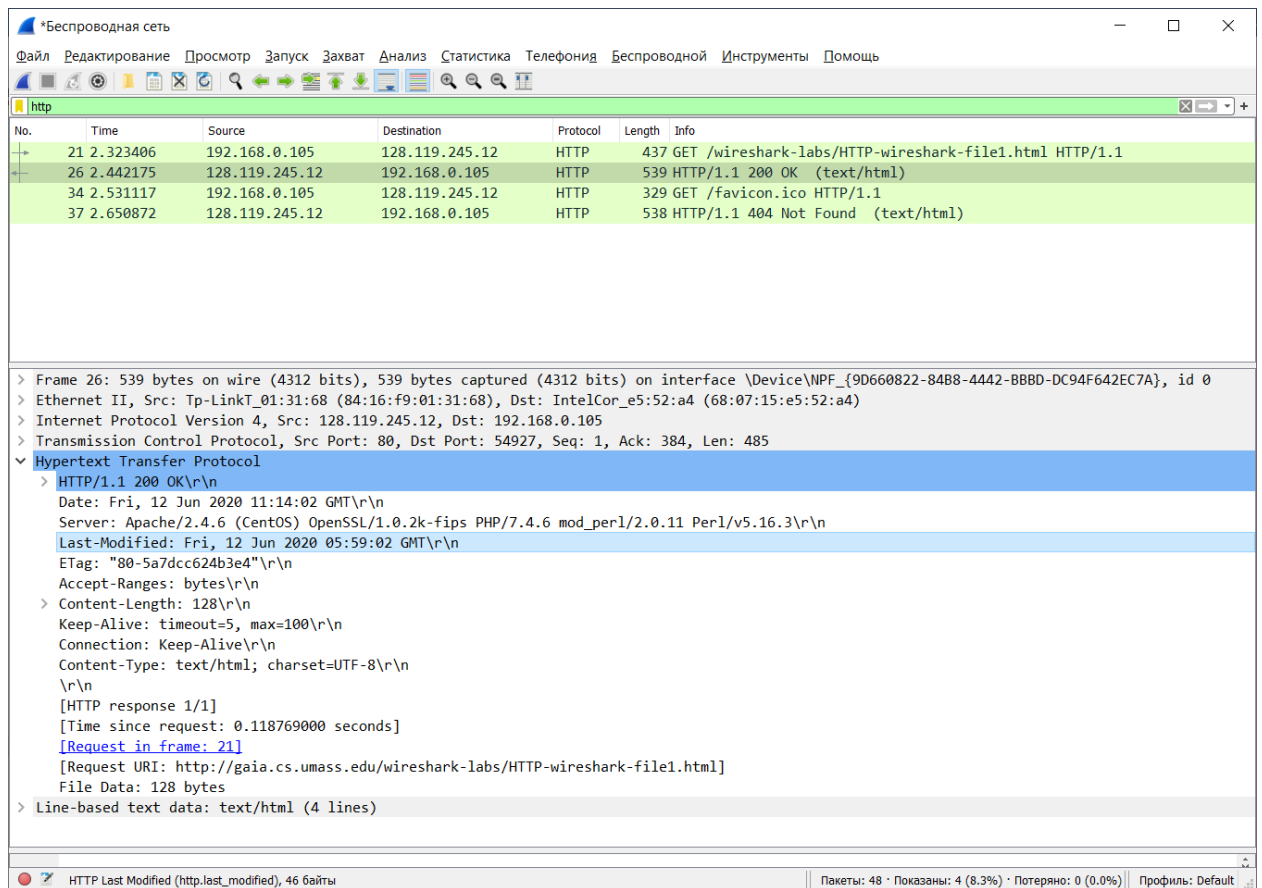 *Беспроводная сеть
Файл Редактирование Просмотр Запуск Захват Анализ Статистика Телефония Беспроводной Инструменты Помощь
http
No. Time Source Destination Protocol Length Info
21 2.323406 192.168.0.105 128.119.245.12 HTTP 437 GET /wireshark-labs/HTTP-wireshark-file1.html HTTP/1.1
26 2.442175 128.119.245.12 192.168.0.105 HTTP 539 HTTP/1.1 200 OK (text/html)
34 2.531117 192.168.0.105 128.119.245.12 HTTP 329 GET /favicon.ico HTTP/1.1
37 2.650872 128.119.245.12 192.168.0.105 HTTP 538 HTTP/1.1 404 Not Found (text/html)
Frame 26: 539 bytes on wire (4312 bits), 539 bytes captured (4312 bits) on interface \Device\NPF_{9D660822-84B8-4442-BBBD-DC94F642EC7A}, id 0
Ethernet II, Src: Tp-LinkT_01:31:68 (84:16:f9:01:31:68), Dst: IntelCor_e5:52:a4 (68:07:15:e5:52:a4)
Internet Protocol Version 4, Src: 128.119.245.12, Dst: 192.168.0.105
Transmission Control Protocol, Src Port: 80, Dst Port: 54927, Seq: 1, Ack: 384, Len: 485
Hypertext Transfer Protocol
HTTP/1.1 200 OK\r\n
Date: Fri, 12 Jun 2020 11:14:02 GMT\r\n
Server: Apache/2.4.6 (CentOS) OpenSSL/1.0.2k-fips PHP/7.4.6 mod_perl/2.0.11 Perl/v5.16.3\r\n
Last-Modified: Fri, 12 Jun 2020 05:59:02 GMT\r\n
ETag: "80-5a7dcc624b3e4"\r\n
Accept-Ranges: bytes\r\n
Content-Length: 128\r\n
Keep-Alive: timeout=5, max=100\r\n
Connection: Keep-Alive\r\n
Content-Type: text/html; charset=UTF-8\r\n
\r\n
[HTTP response 1/1]
[Time since request: 0.118769000 seconds]
[Request in frame: 21]
[Request URI: http://gaia.cs.umass.edu/wireshark-labs/HTTP-wireshark-file1.html]
File Data: 128 bytes
Line-based text data: text/html (4 lines)
HTTP Last Modified (http.last_modified), 46 байты Пакеты: 48 · Показаны: 4 (8.3%) · Потеряно: 0 (0.0%) Профиль: Default